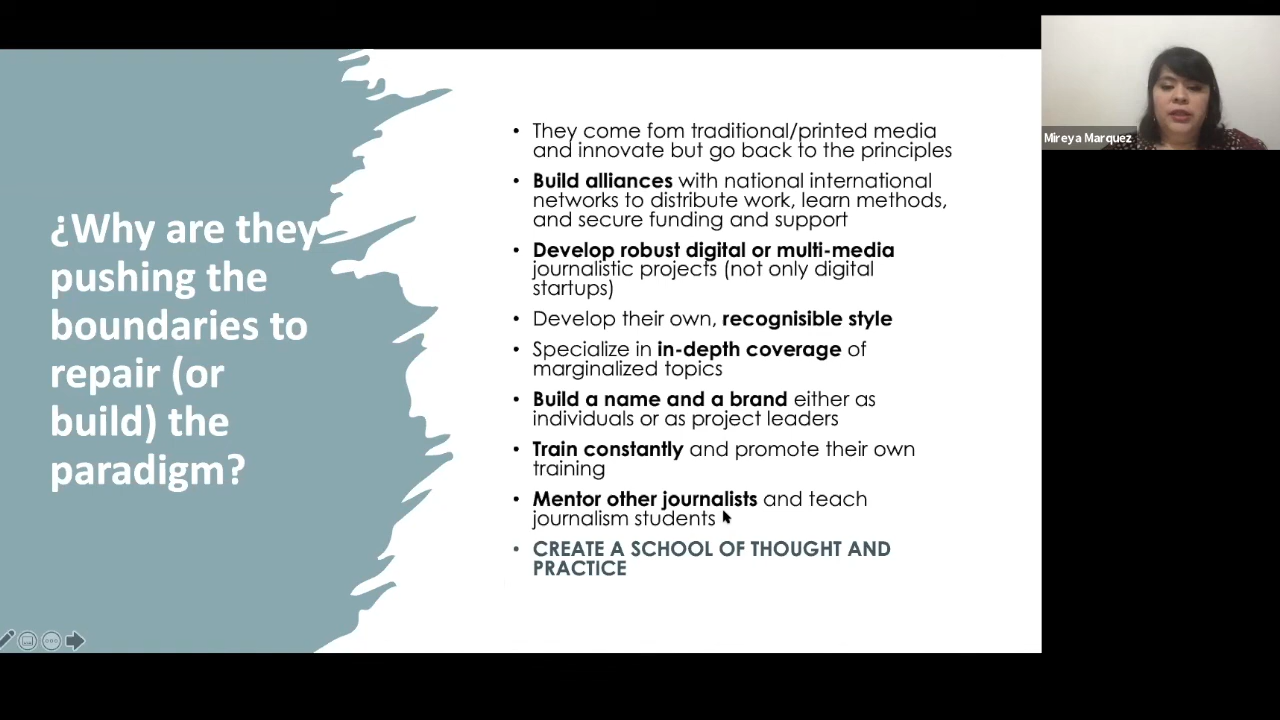 ¿Why are they
pushing the
boundaries to
repair (or
build) the
paradigm?
• They come fom traditional/printed media
and innovate but go back to the principles
• Build alliances with national international
networks to distribute work, learn methods,
and secure funding and support
• Develop robust digital or multi-media
journalistic projects (not only digital
startups)
• Develop their own, recognisible style
• Specialize in in-depth coverage of
marginalized topics
• Build a name and a brand either as
individuals or as project leaders
• Train constantly and promote their own
training
• Mentor other journalists and teach
journalism students
• CREATE A SCHOOL OF THOUGHT AND
PRACTICE
Mireya Marquez